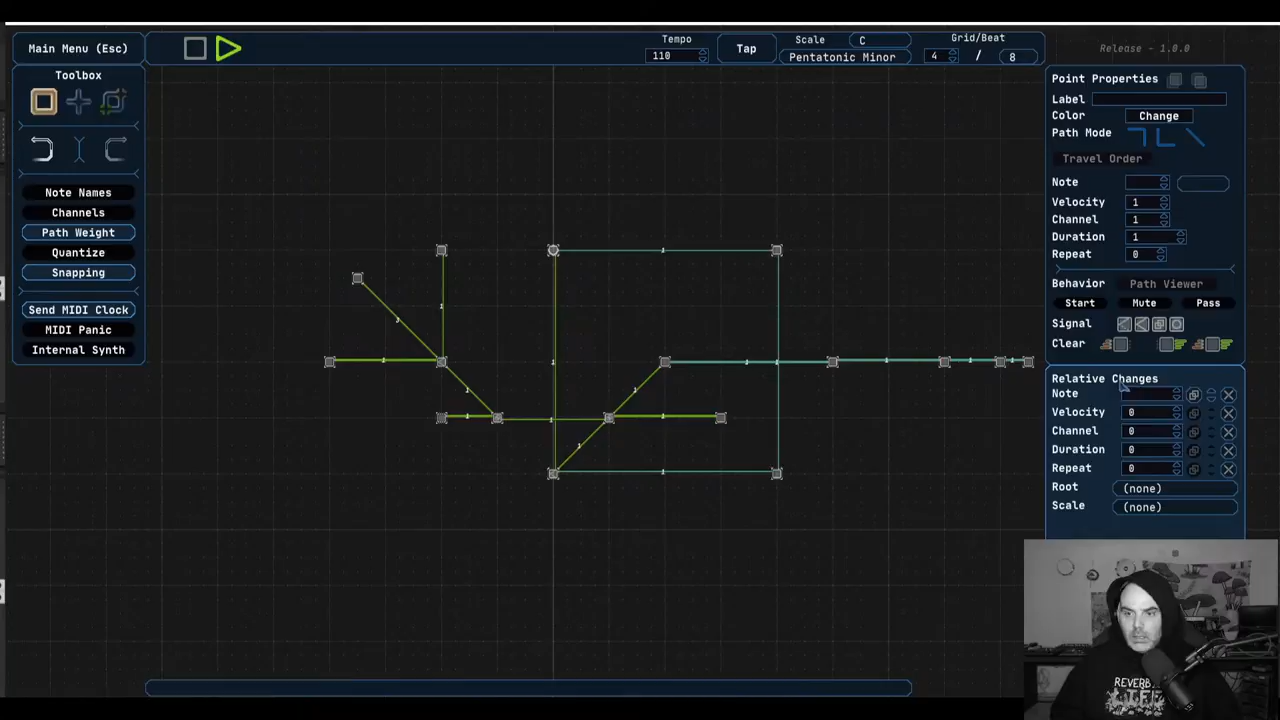 Main Menu (Esc)
Tempo
110
Tap
Scale
C
Pentatonic Minor
Grid/Beat
4 / 8
Release - 1.0.0
Toolbox
Note Names
Channels
Path Weight
Quantize
Snapping
Send MIDI Clock
MIDI Panic
Internal Synth
Point Properties
Label
Color
Change
Path Mode
Travel Order
Note
Velocity
1
Channel
1
Duration
1
Repeat
0
Behavior
Path Viewer
Start
Mute
Pass
Signal
Clear
Relative Changes
Note
Velocity
0
Channel
0
Duration
0
Repeat
0
Root
(none)
Scale
(none)
REVERB